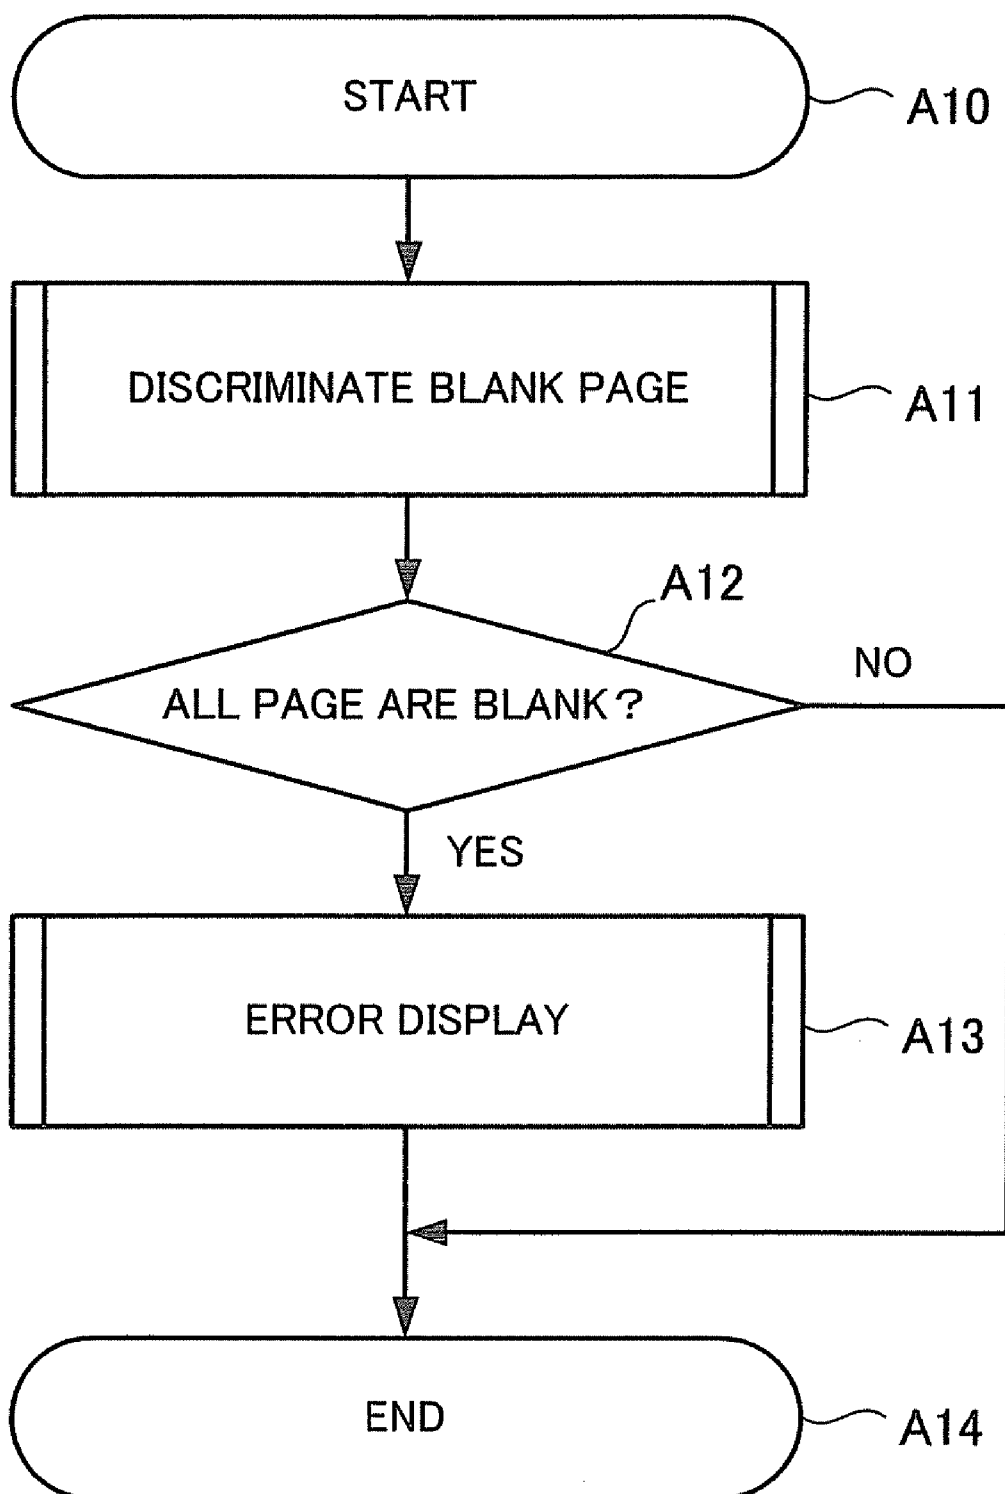 START
A10
DISCRIMINATE BLANK PAGE
A11
A12
ALL PAGE ARE BLANK?
NO
YES
ERROR DISPLAY
A13
END
A14